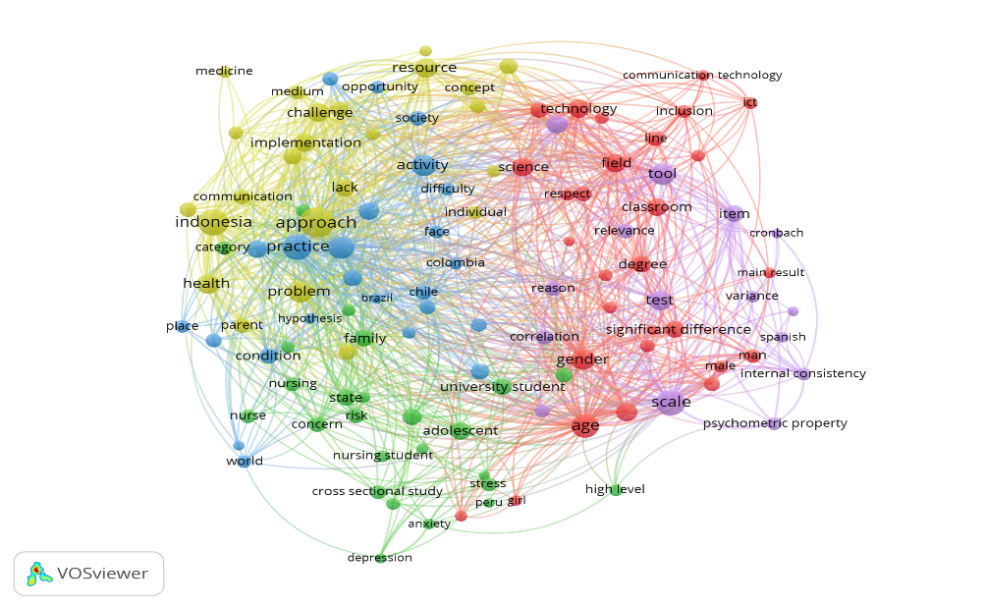 resource
medicine
communication technology
medium
opportunity
concept
ict
challenge
technology
inclusion
society
implementation
line
activity
science
field
tool
lack
difficulty
respect
communication
classroom
individual
item
indonesia
approach
face
relevance
cronbach
category
practice
colombia
degree
main result
health
problem
brazil
chile
reason
test
variance
place
parent
hypothesis
family
correlation
significant difference
spanish
condition
gender
man
male
internal consistency
nursing
university student
state
scale
nurse
risk
concern
adolescent
age
psychometric property
world
nursing student
cross sectional study
stress
high level
peru
girl
anxiety
depression
VOSviewer